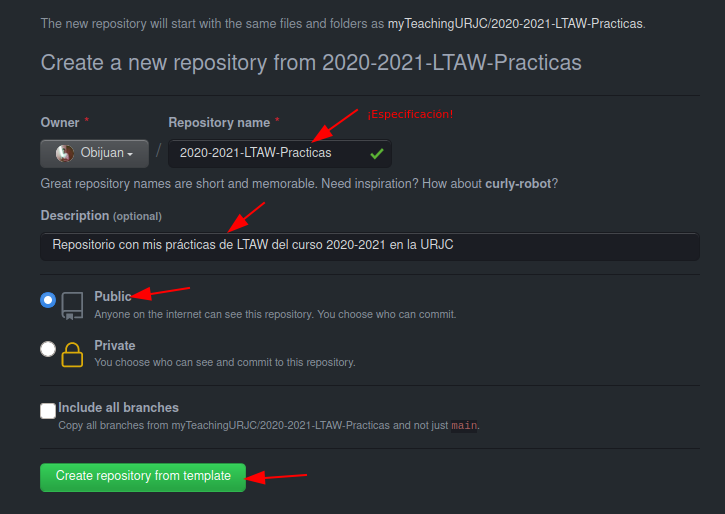 The new repository will start with the same files and folders as myTeachingURJC/2020-2021-LTAW-Practicas.
Create a new repository from 2020-2021-LTAW-Practicas
Owner * Repository name * ¡Especificación!
Obijuan / 2020-2021-LTAW-Practicas
Great repository names are short and memorable. Need inspiration? How about curly-robot?
Description (optional)
Repositorio con mis prácticas de LTAW del curso 2020-2021 en la URJC
Public
Anyone on the internet can see this repository. You choose who can commit.
Private
You choose who can see and commit to this repository.
Include all branches
Copy all branches from myTeachingURJC/2020-2021-LTAW-Practicas and not just main.
Create repository from template